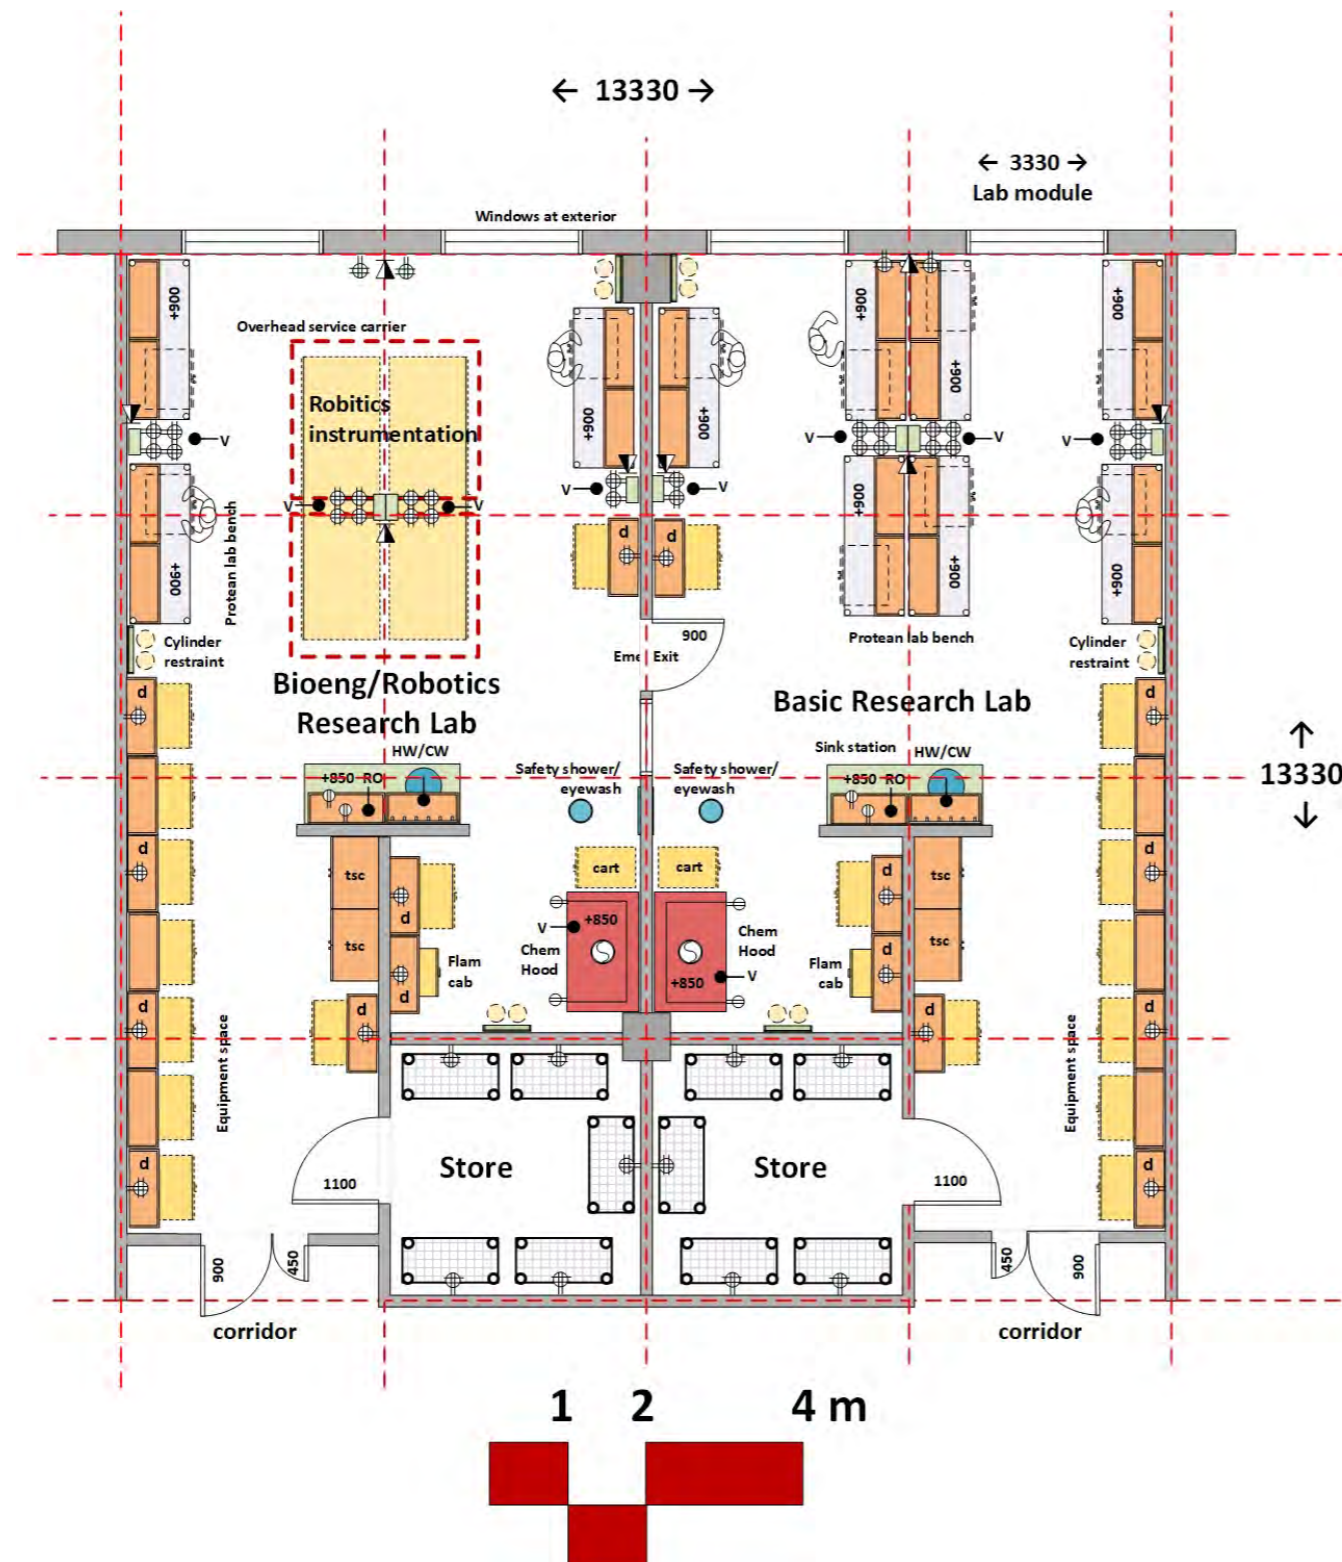 ← 13330 →
← 3330 →
Lab module
Windows at exterior
+900
+900
+900
+900
+900
+900
Overhead service carrier
Robitics
instrumentation
V
V
V
V
V
V
V
V
+900
+900
+900
+900
Protean lab bench
d
d
900
Eme
Exit
Protean lab bench
Cylinder
restraint
Cylinder
restraint
Bioeng/Robotics
Research Lab
Basic Research Lab
d
d
↑
13330
↓
HW/CW
+850 RO
Safety shower/
eyewash
Safety shower/
eyewash
Sink station
HW/CW
+850 RO
d
tsc
tsc
d
d
cart
cart
+850
V
Chem
Hood
Chem
Hood
+850
V
Flam
cab
Flam
cab
d
d
tsc
tsc
d
d
d
d
d
Equipment space
Equipment space
Store
Store
1100
1100
d
d
900
450
450
900
corridor
corridor
1
2
4 m